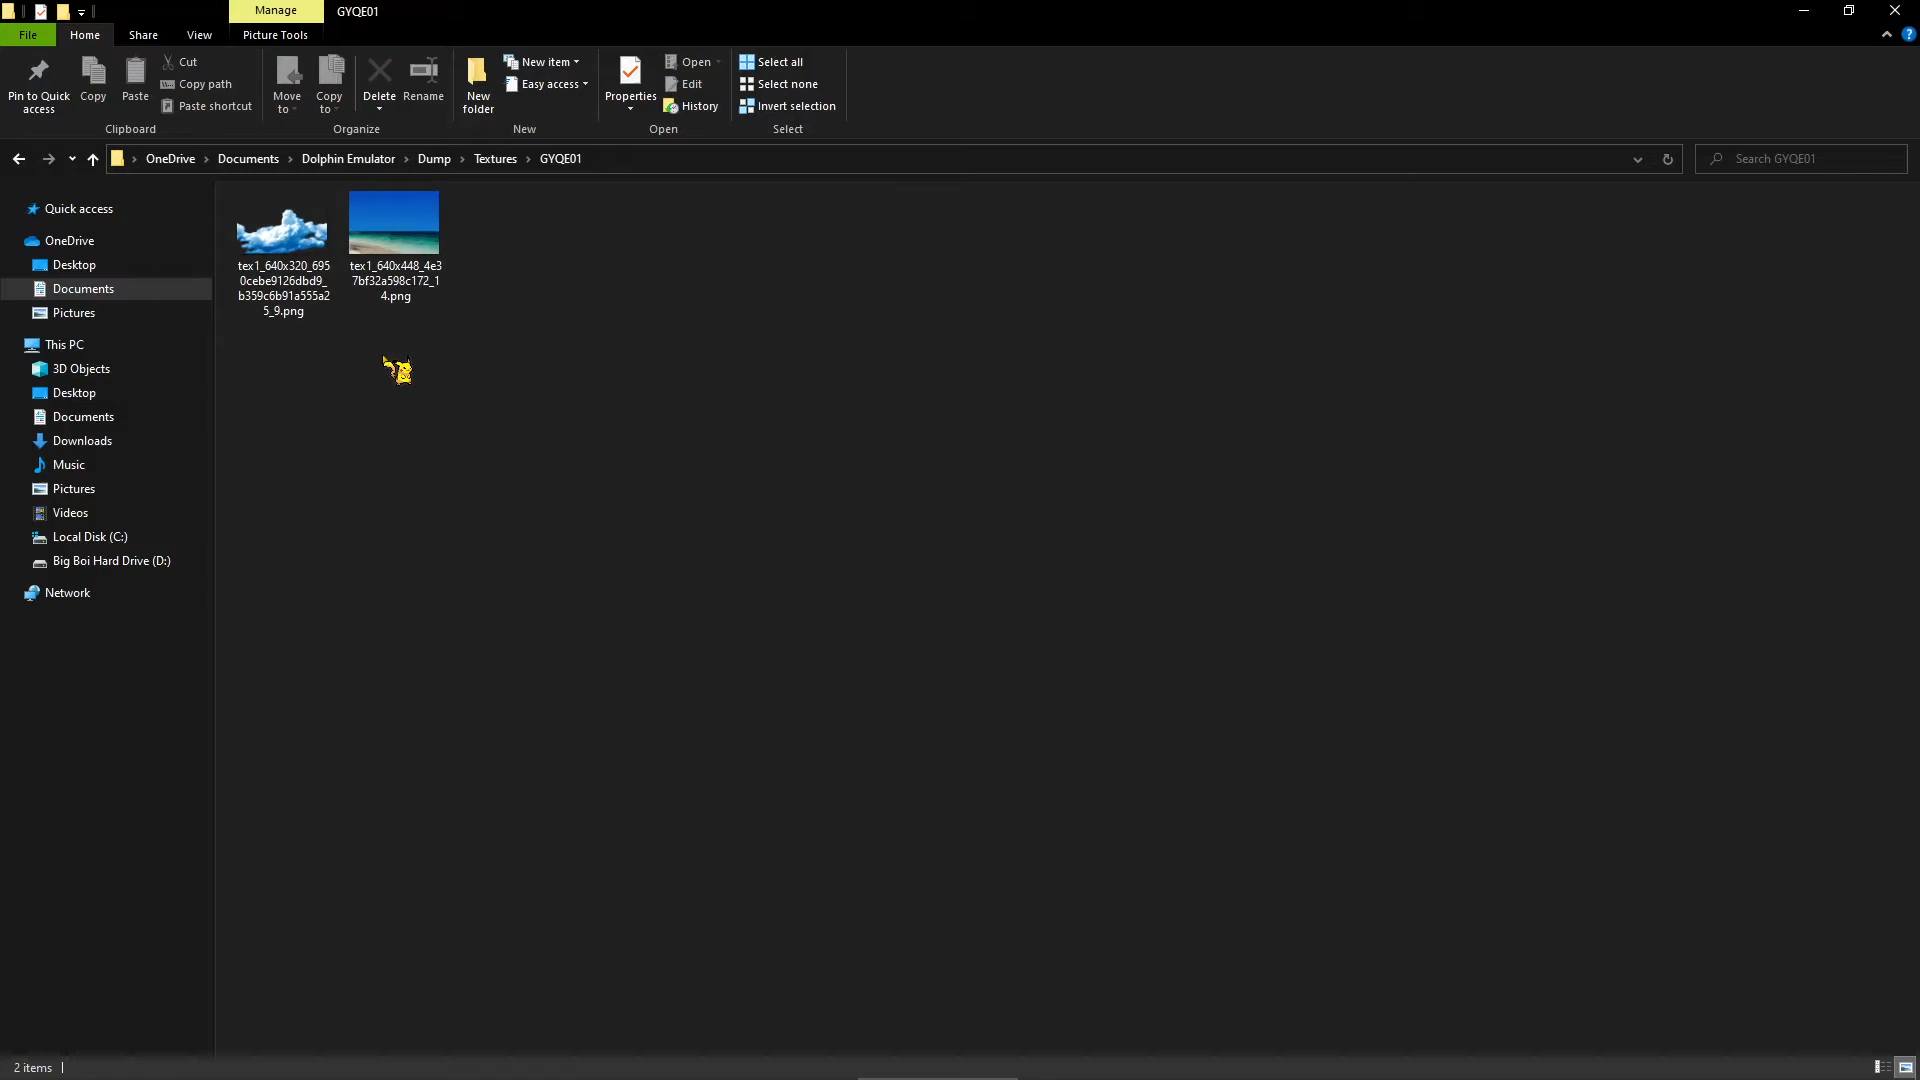 Manage
GYQE01
File
Home
Share
View
Picture Tools
Pin to Quick
access
Copy
Paste
Cut
Copy path
Paste shortcut
Clipboard
Move
to
Copy
to
Delete
Rename
Organize
New
folder
New item
Easy access
New
Properties
Open
Edit
History
Open
Select all
Select none
Invert selection
Select
OneDrive
Documents
Dolphin Emulator
Dump
Textures
GYQE01
Search GYQE01
Quick access
OneDrive
Desktop
Documents
Pictures
This PC
3D Objects
Desktop
Documents
Downloads
Music
Pictures
Videos
Local Disk (C:)
Big Boi Hard Drive (D:)
Network
tex1_640x320_695
0cebe9126dbd9_
b359c6b91a555a2
5_9.png
tex1_640x448_4e3
7bf32a598c172_1
4.png
2 items